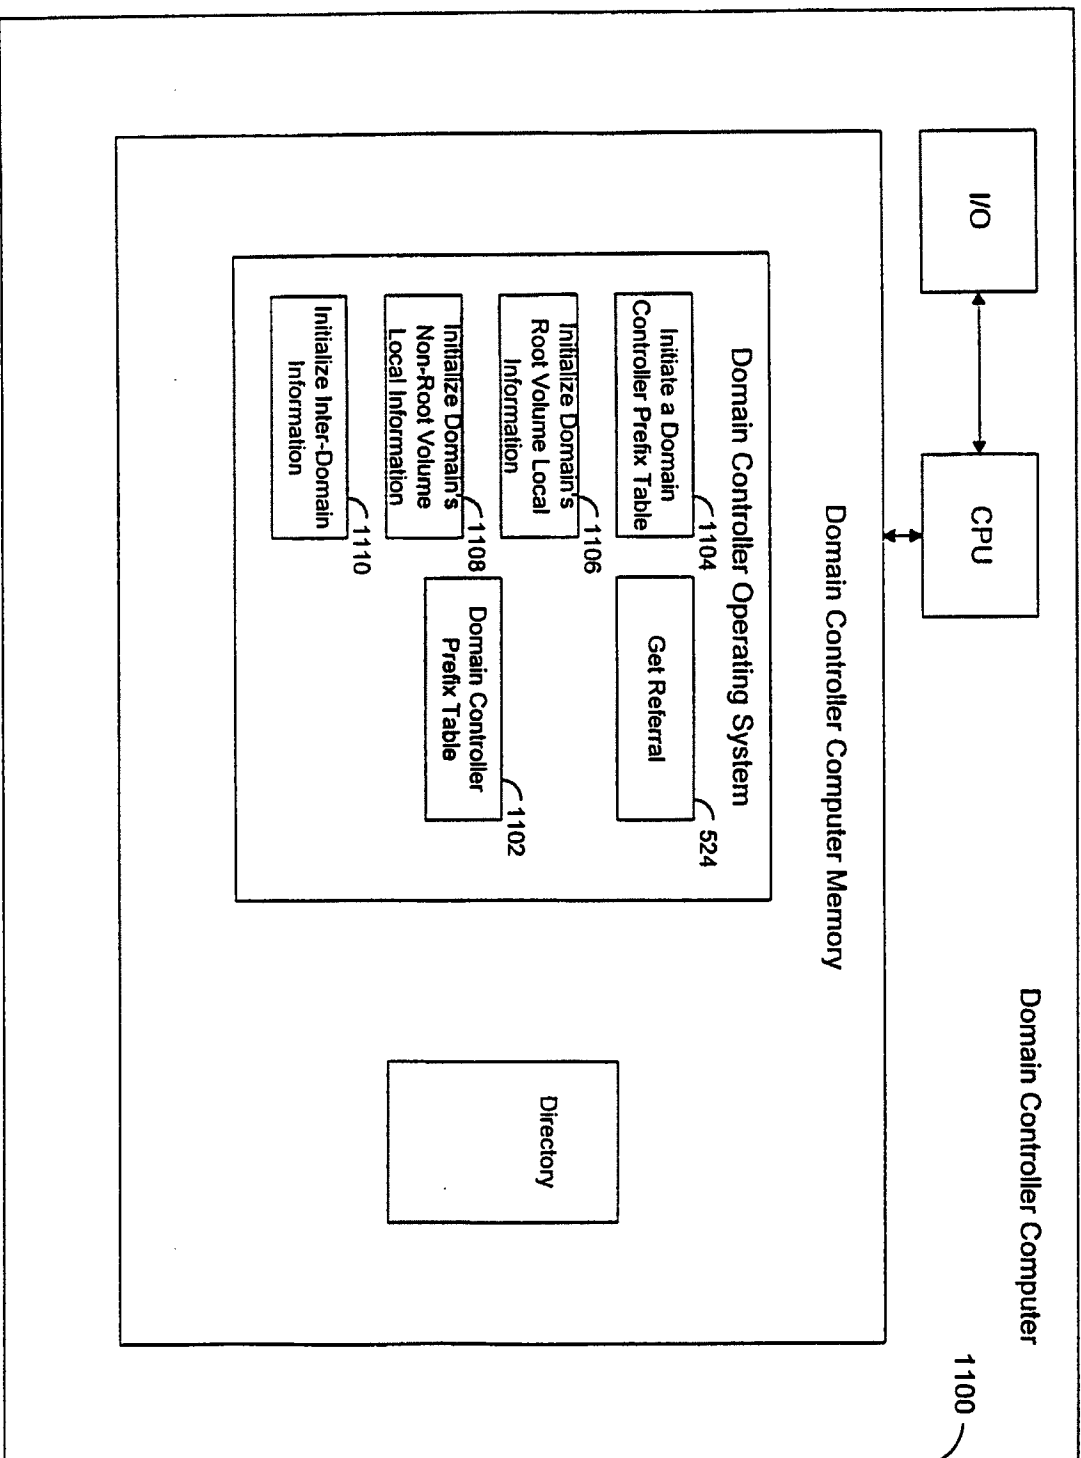 Domain Controller Computer
1100
I/O
CPU
Domain Controller Computer Memory
Domain Controller Operating System
Initiate a Domain
Controller Prefix Table
1104
Get Referral
524
Initialize Domain's
Root Volume Local
Information
1106
Initialize Domain's
Non-Root Volume
Local Information
1108
Domain Controller
Prefix Table
1102
Initialize Inter-Domain
Information
1110
Directory